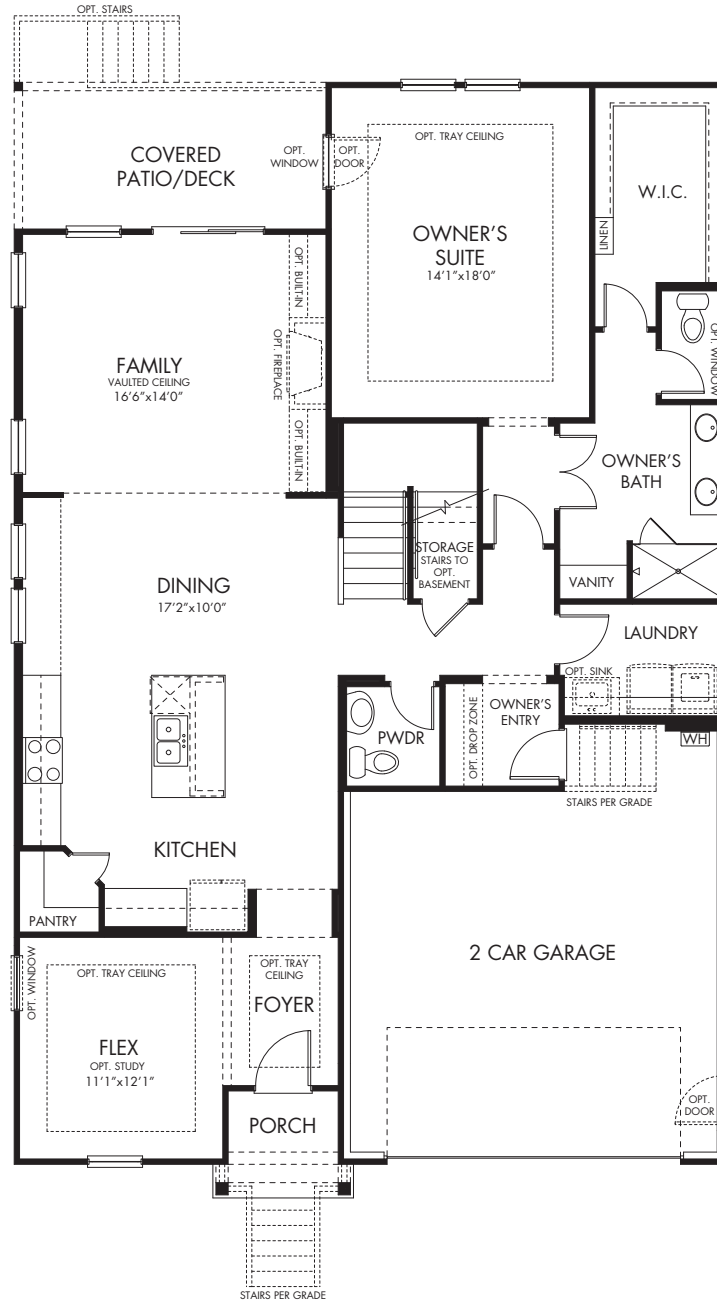 OPT. STAIRS
COVERED
PATIO/DECK
OPT.
WINDOW
OPT.
DOOR
OPT. TRAY CEILING
OWNER'S
SUITE
14'1"x18'0"
W.I.C.
LINEN
OPT. WINDOW
OPT. BUILT-IN
OPT. FIREPLACE
OPT. BUILT-IN
FAMILY
VAULTED CEILING
16'6"x14'0"
OWNER'S
BATH
VANITY
STORAGE
STAIRS TO
OPT.
BASEMENT
DINING
17'2"x10'0"
LAUNDRY
OPT. SINK
OWNER'S
ENTRY
OPT. DROP ZONE
PWDR
WH
STAIRS PER GRADE
KITCHEN
PANTRY
2 CAR GARAGE
OPT. WINDOW
OPT. TRAY CEILING
FLEX
OPT. STUDY
11'1"x12'1"
OPT. TRAY
CEILING
FOYER
PORCH
OPT.
DOOR
STAIRS PER GRADE